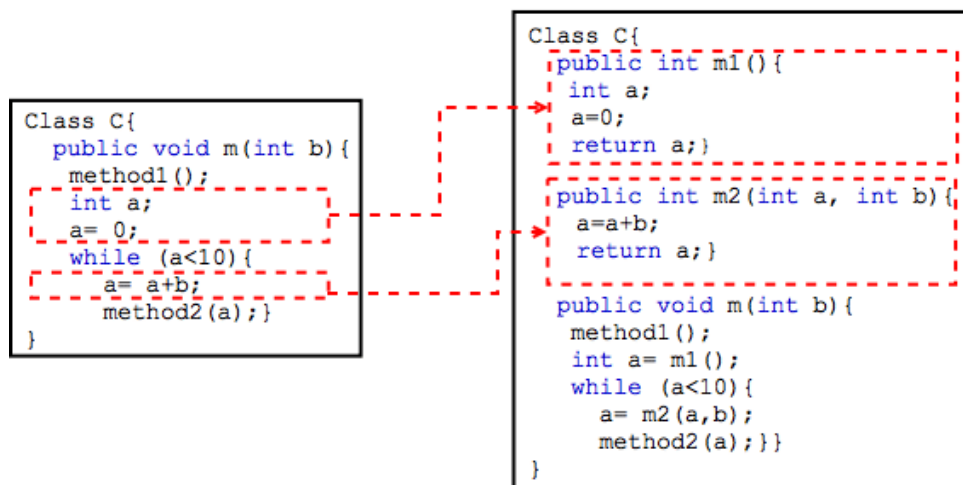 Class C{
public void m(int b){
method1();
int a;
a= 0;
while (a<10){
a= a+b;
method2(a);}
}
Class C{
public int m1(){
int a;
a=0;
return a;}
public int m2(int a, int b){
a=a+b;
return a;}
public void m(int b){
method1();
int a= m1();
while (a<10){
a= m2(a,b);
method2(a);}}
}